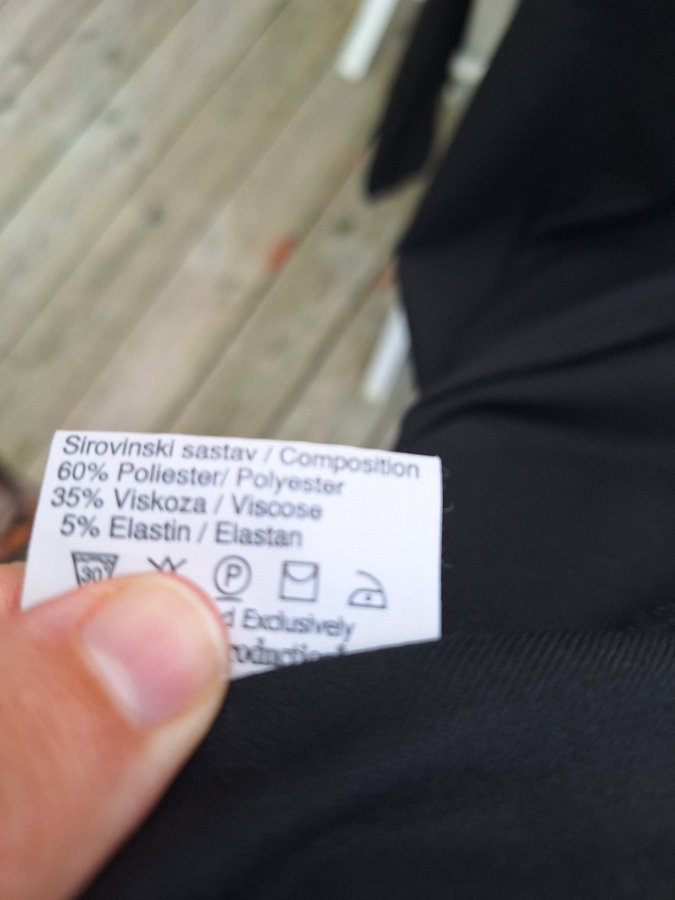 Sirovinski sastav / Composition
60% Poliester/ Polyester
35% Viskoza / Viscose
5% Elastin / Elastan
30
P
Exclusively